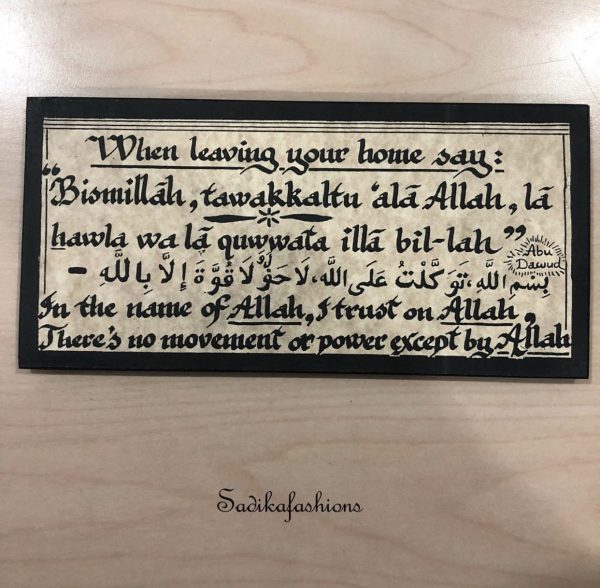 When leaving your home say:
“Bismillāh, tawakkaltu ‘alā Allah, lā
hawla wa lā quwwata illā bil-lah”
Abu
Dawud
بِسْمِ اللَّهِ، تَوَكَّلْتُ عَلَى اللَّه، لَا حَوْلَ وَلَا قُوَّةَ إِلَّا بِاللَّهِ –
In the name of Allah, I trust on Allah,
There's no movement or power except by Allah
Sadikafashions